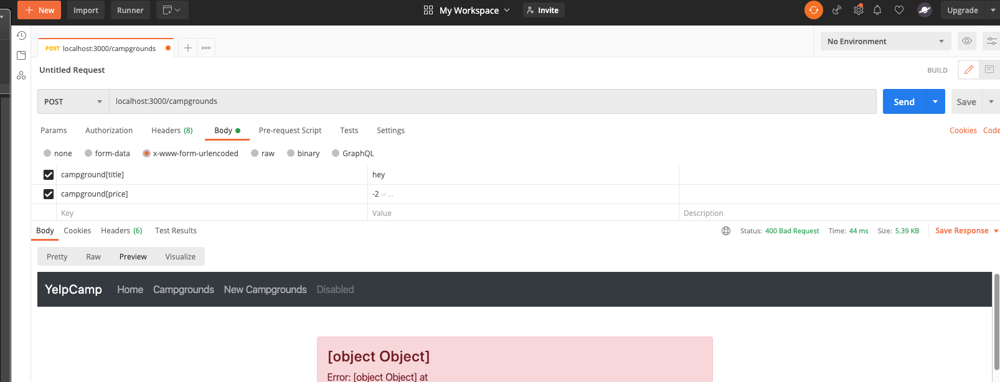 New Import Runner My Workspace Invite Upgrade
POST localhost:3000/campgrounds No Environment
Untitled Request BUILD
POST localhost:3000/campgrounds Send Save
Params Authorization Headers (8) Body Pre-request Script Tests Settings Cookies Code
none form-data x-www-form-urlencoded raw binary GraphQL
campground[title] hey
campground[price] -2 ↵ ...
Key Value Description
Body Cookies Headers (6) Test Results Status: 400 Bad Request Time: 44 ms Size: 5.39 KB Save Response
Pretty Raw Preview Visualize
YelpCamp Home Campgrounds New Campgrounds Disabled
[object Object]
Error: [object Object] at